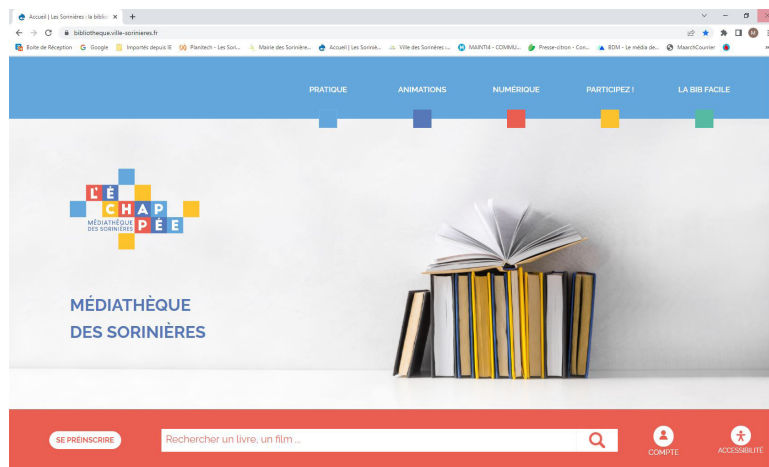 Accueil | Les Sorinières : la biblio
bibliotheque.ville-sorinieres.fr
Boite de Réception Google Importés depuis IE Planitech - Les Sori... Mairie des Sorinière... Accueil | Les Soriniè... Ville des Sorinières :... MAINTI4 - COMMU... Presse-citron - Con... BDM - Le média de... MaarchCourrier
PRATIQUE ANIMATIONS NUMÉRIQUE PARTICIPEZ ! LA BIB FACILE
L'É
CHAP
MÉDIATHÈQUE
DES SORINIÈRES
PÉE
MÉDIATHÈQUE
DES SORINIÈRES
SE PRÉINSCRIRE Rechercher un livre, un film ... COMPTE ACCESSIBILITÉ